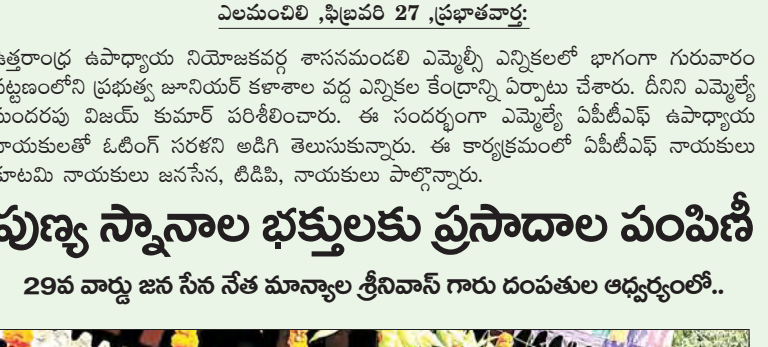 ఎలమంచిలి ,ఫిబ్రవరి 27 ,ప్రభాతవార్త:
ఉత్తరాంధ్ర ఉపాధ్యాయ నియోజకవర్గ శాసనమండలి ఎమ్మెల్సీ ఎన్నికలలో భాగంగా గురువారం
పట్టణంలోని ప్రభుత్వ జూనియర్ కళాశాల వద్ద ఎన్నికల కేంద్రాన్ని ఏర్పాటు చేశారు. దీనిని ఎమ్మెల్యే
సుందరపు విజయ్ కుమార్ పరిశీలించారు. ఈ సందర్భంగా ఎమ్మెల్యే ఏపీటీఎఫ్ ఉపాధ్యాయ
నాయకులతో ఓటింగ్ సరళని అడిగి తెలుసుకున్నారు. ఈ కార్యక్రమంలో ఏపీటీఎఫ్ నాయకులు
కూటమి నాయకులు జనసేన, టిడిపి, నాయకులు పాల్గొన్నారు.
పుణ్య స్నానాల భక్తులకు ప్రసాదాల పంపిణీ
29వ వార్డు జన సేన నేత మాన్యాల శ్రీనివాస్ గారు దంపతుల ఆధ్వర్యంలో..